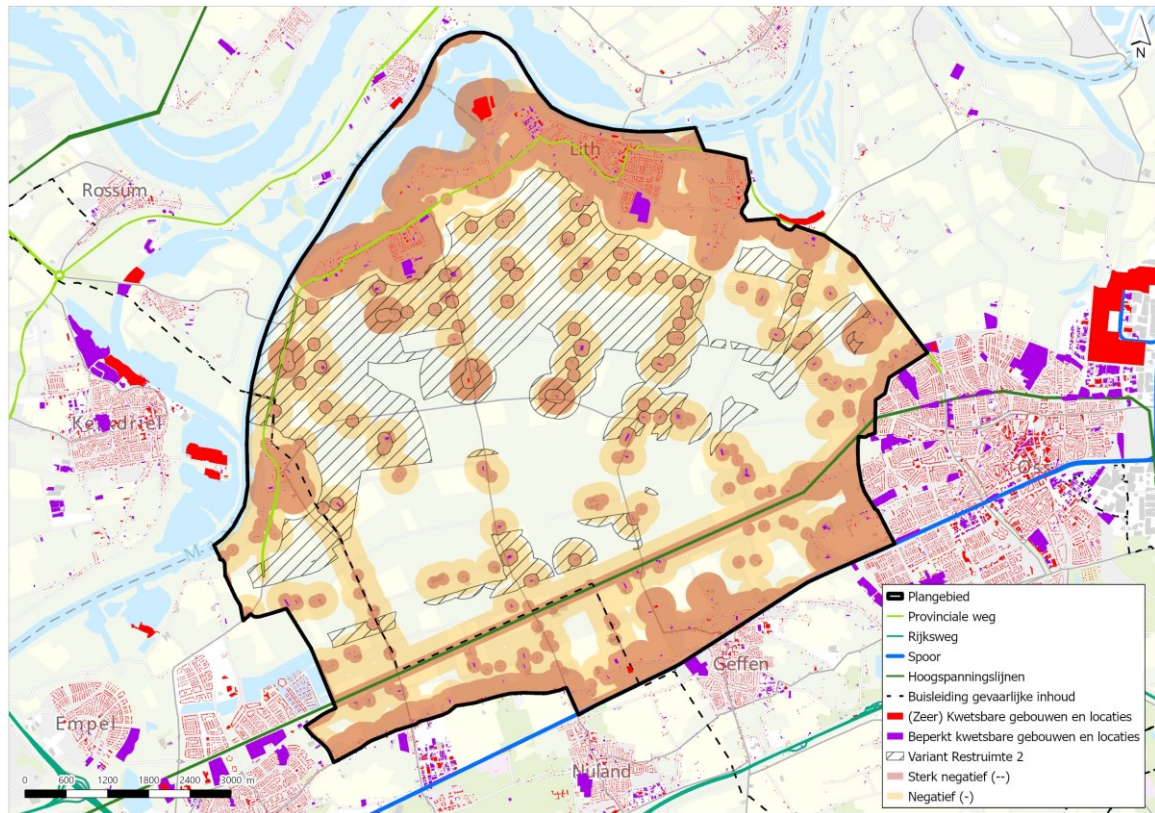 N
Rossum
Lith
Kerkdriel
Oss
M.
Geffen
Empel
Nuland
0 600 1200 1800 2400 3000 m
Plangebied
Provinciale weg
Rijksweg
Spoor
Hoogspanningslijnen
Buisleiding gevaarlijke inhoud
(Zeer) Kwetsbare gebouwen en locaties
Beperkt kwetsbare gebouwen en locaties
Variant Restruimte 2
Sterk negatief (--)
Negatief (-)